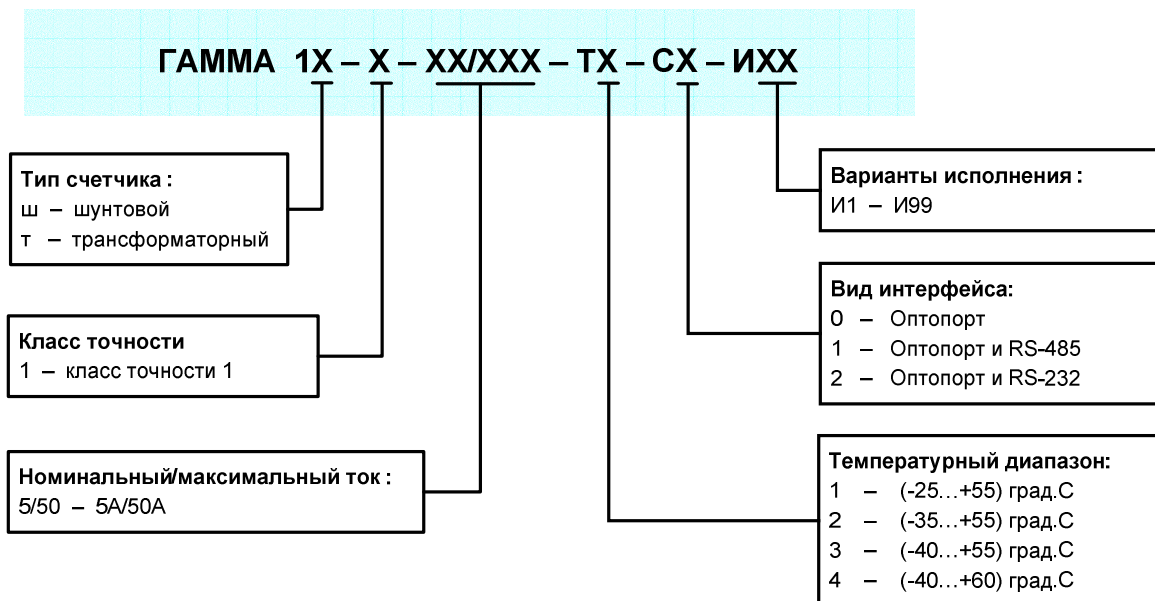 ГАММА 1Х – Х – ХХ/ХХХ – ТХ – СХ – ИХХ
Тип счетчика :
ш – шунтовой
т – трансформаторный
Класс точности
1 – класс точности 1
Номинальный/максимальный ток :
5/50 – 5А/50А
Варианты исполнения :
И1 – И99
Вид интерфейса:
0 – Оптопорт
1 – Оптопорт и RS-485
2 – Оптопорт и RS-232
Температурный диапазон:
1 – (-25...+55) град.С
2 – (-35...+55) град.С
3 – (-40...+55) град.С
4 – (-40...+60) град.С